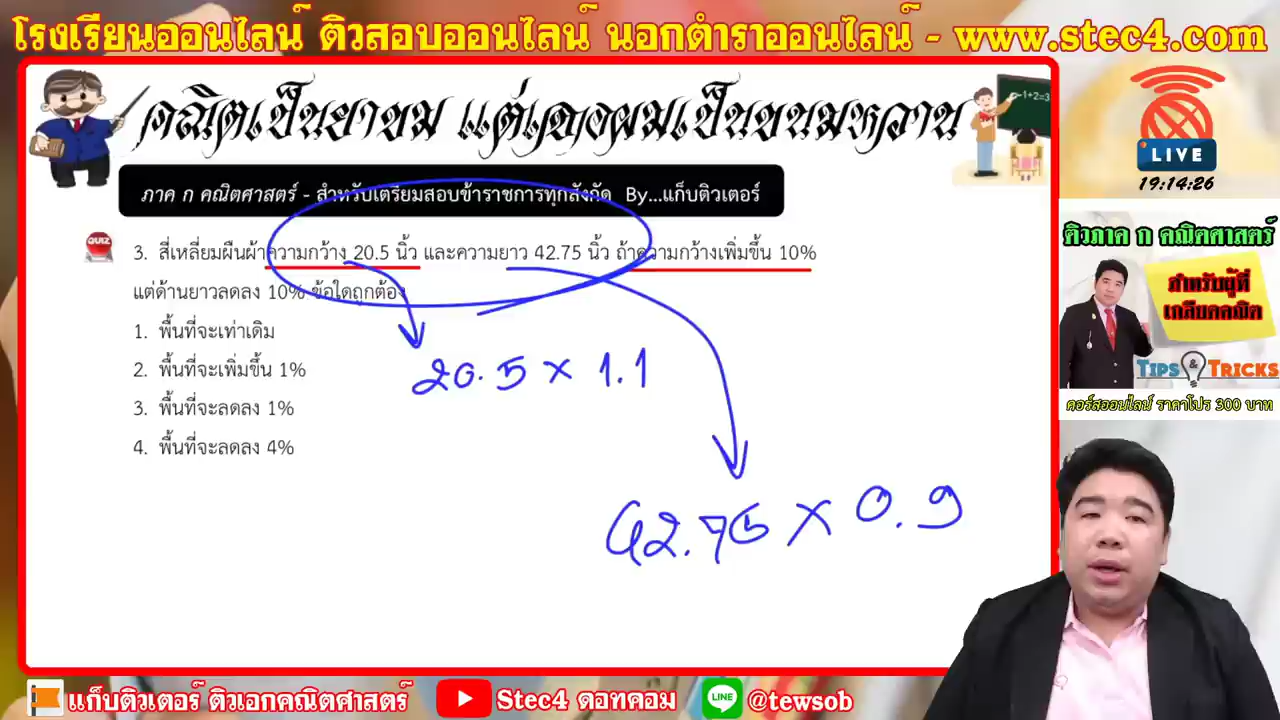 โรงเรียนออนไลน์ ติวสอบออนไลน์ นอกตำราออนไลน์ - www.stec4.com
คณิตเป็นยาขม แต่เจอผมเป็นขนมหวาน
-1+2=3
LIVE
19:14:26
ภาค ก คณิตศาสตร์ - สำหรับเตรียมสอบข้าราชการทุกสังกัด By...แก็บติวเตอร์
QUIZ
3. สี่เหลี่ยมผืนผ้าความกว้าง 20.5 นิ้ว และความยาว 42.75 นิ้ว ถ้าความกว้างเพิ่มขึ้น 10%
แต่ด้านยาวลดลง 10% ข้อใดถูกต้อง
1. พื้นที่จะเท่าเดิม
2. พื้นที่จะเพิ่มขึ้น 1%
3. พื้นที่จะลดลง 1%
4. พื้นที่จะลดลง 4%
20.5 × 1.1
42.75 × 0.9
ติวภาค ก คณิตศาสตร์
สำหรับผู้ที่
เกลียดคณิต
TIPS & TRICKS
คอร์สออนไลน์ ราคาโปร 300 บาท
แก็บติวเตอร์ ติวเอกคณิตศาสตร์
Stec4 ดอทคอม
LINE
@tewsob